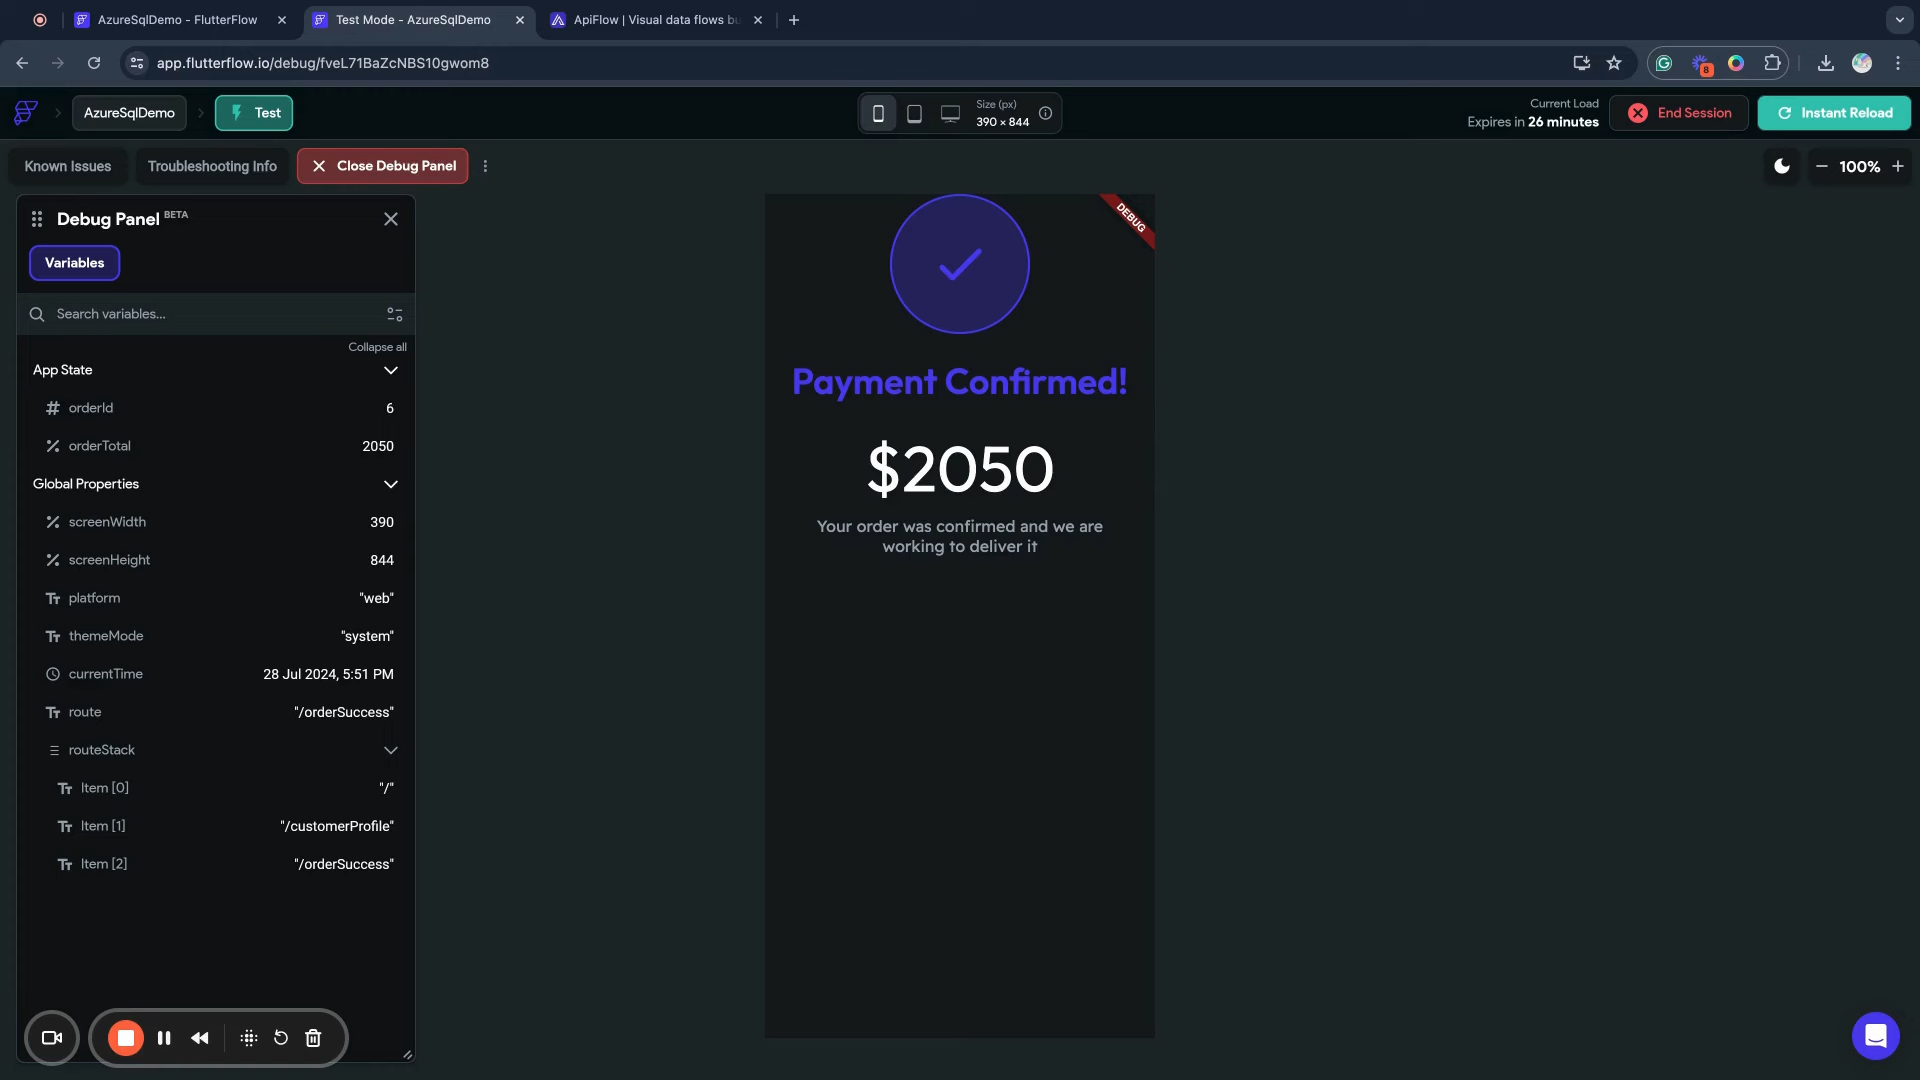 AzureSqlDemo - FlutterFlow
Test Mode - AzureSqlDemo
ApiFlow | Visual data flows bu
app.flutterflow.io/debug/fveL71BaZcNBS10gwom8
8
AzureSqlDemo
Test
Size (px)
390 × 844
Current Load
Expires in 26 minutes
End Session
Instant Reload
Known Issues
Troubleshooting Info
Close Debug Panel
100%
Debug Panel BETA
Variables
Search variables...
Collapse all
App State
orderId 6
orderTotal 2050
Global Properties
screenWidth 390
screenHeight 844
platform "web"
themeMode "system"
currentTime 28 Jul 2024, 5:51 PM
route "/orderSuccess"
routeStack
Item [0] "/"
Item [1] "/customerProfile"
Item [2] "/orderSuccess"
DEBUG
Payment Confirmed!
$2050
Your order was confirmed and we are
working to deliver it